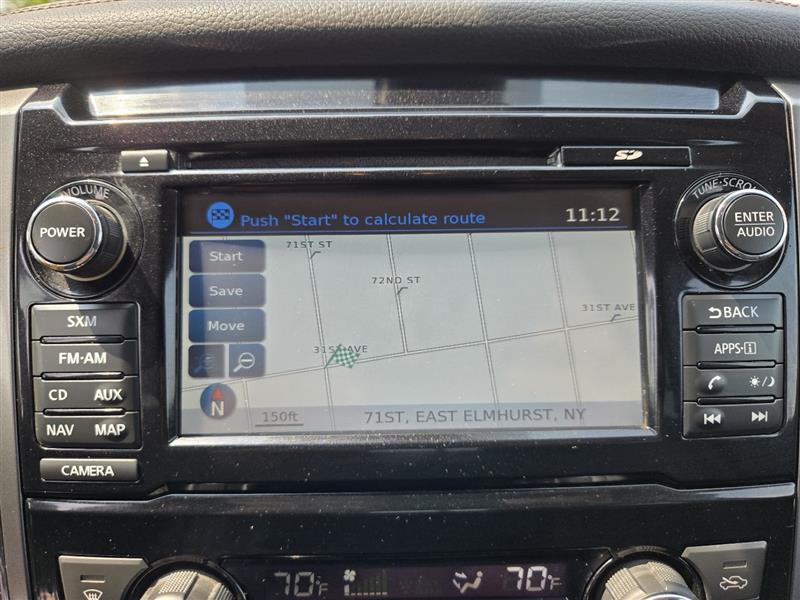 SD
VOLUME
TUNE·SCROLL
POWER
Push "Start" to calculate route
11:12
ENTER
AUDIO
Start
71ST ST
Save
72ND ST
Move
31ST AVE
31ST AVE
N
150ft
71ST, EAST ELMHURST, NY
SXM
FM·AM
CD AUX
NAV MAP
CAMERA
BACK
APPS·i
70°F
70°F